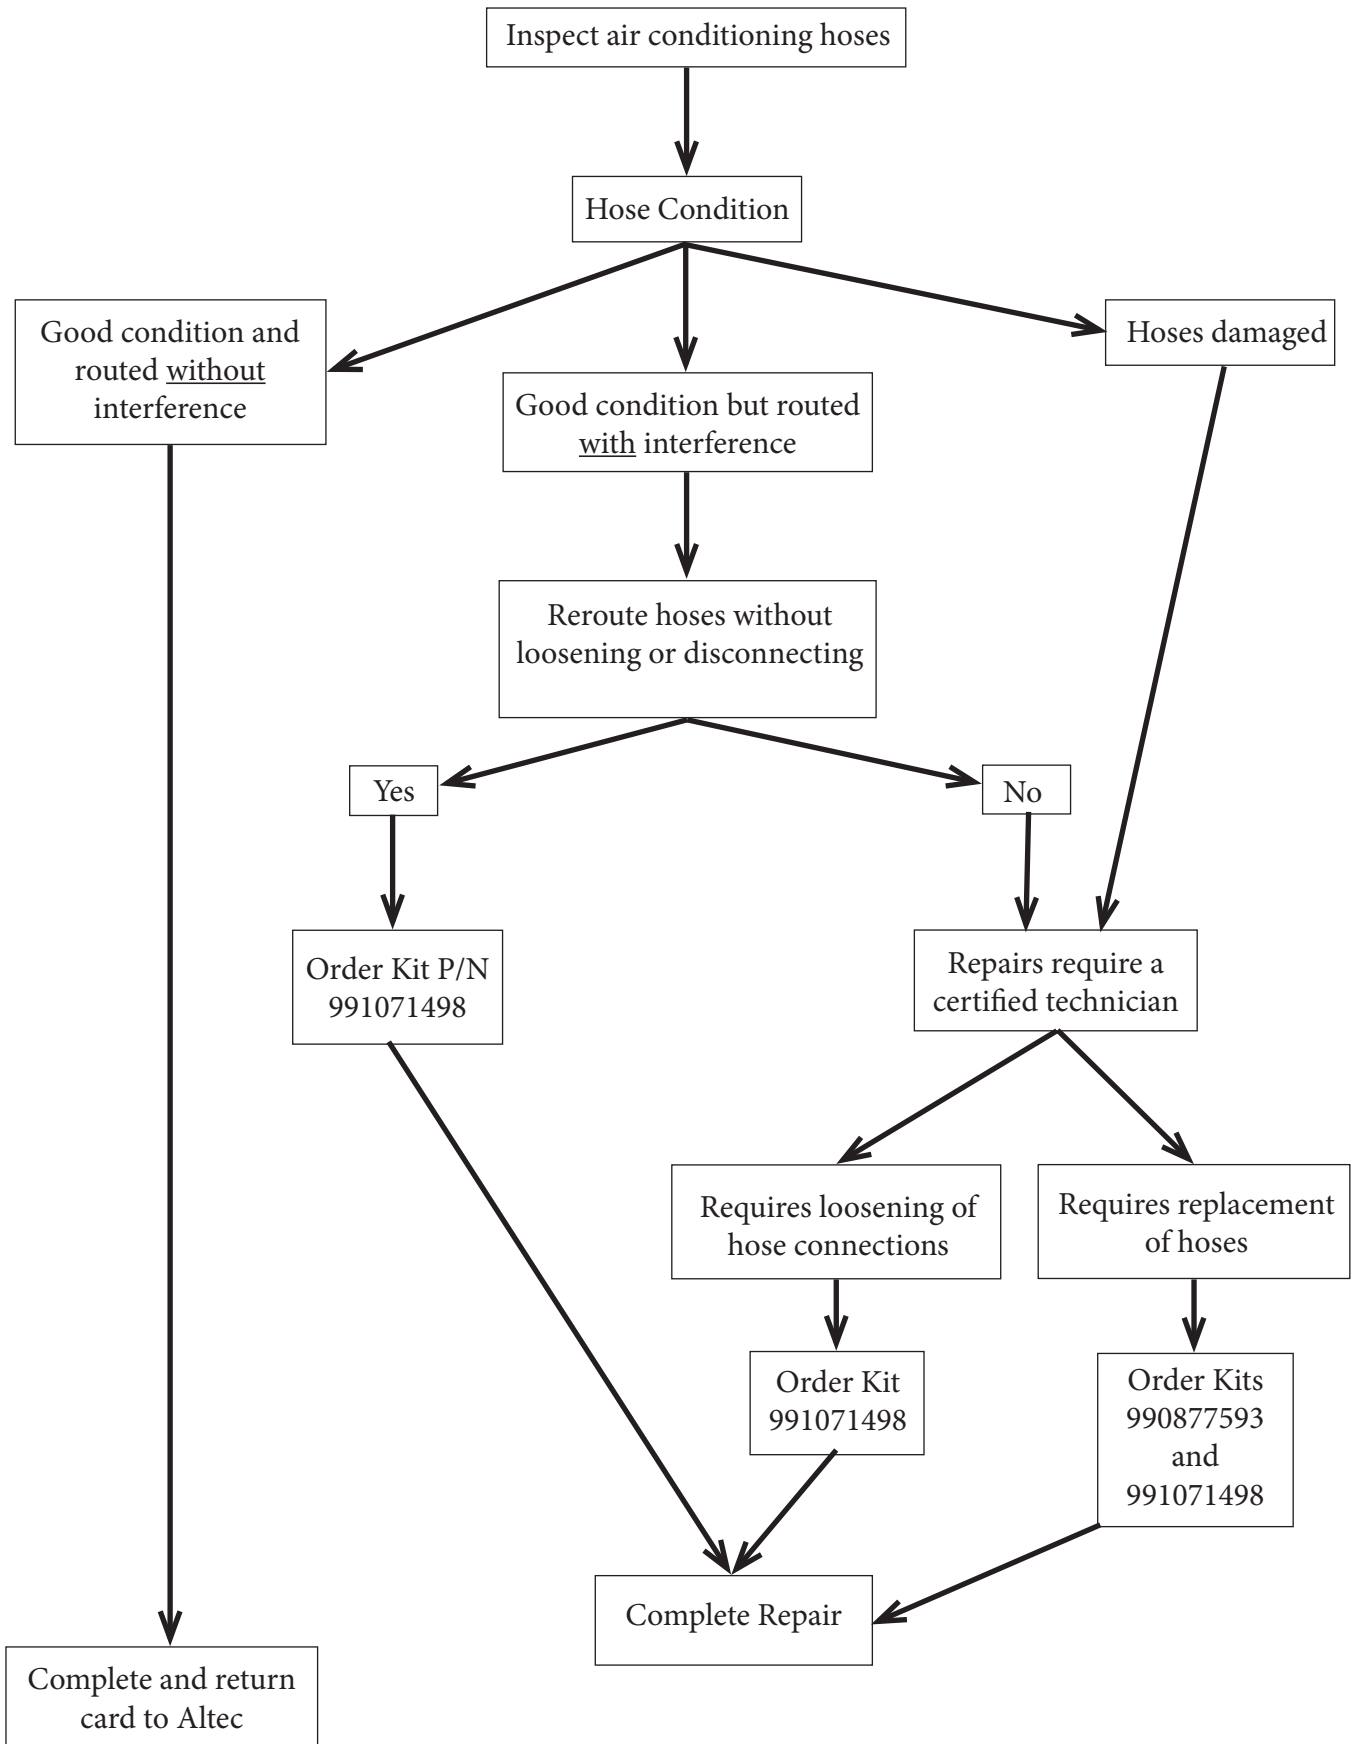 Inspect air conditioning hoses
Hose Condition
Good condition and
routed without
interference
Good condition but routed
with interference
Hoses damaged
Reroute hoses without
loosening or disconnecting
Yes
No
Order Kit P/N
991071498
Repairs require a
certified technician
Requires loosening of
hose connections
Requires replacement
of hoses
Order Kit
991071498
Order Kits
990877593
and
991071498
Complete Repair
Complete and return
card to Altec